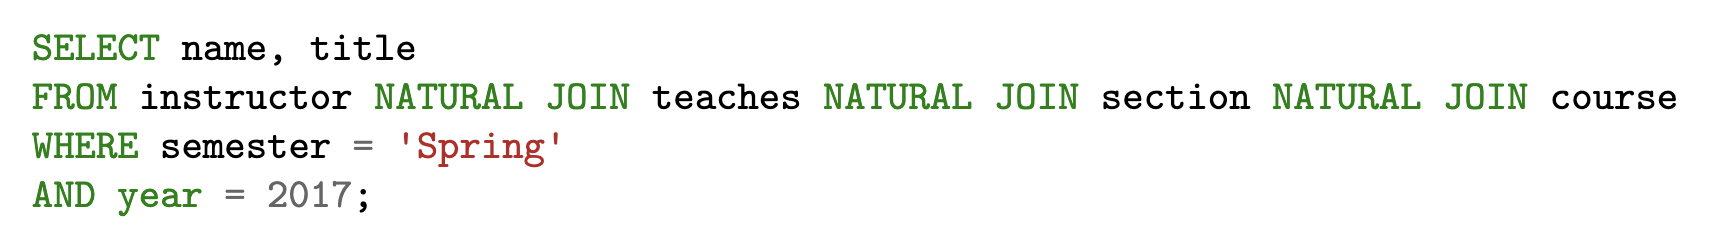 SELECT name, title
FROM instructor NATURAL JOIN teaches NATURAL JOIN section NATURAL JOIN course
WHERE semester = 'Spring'
AND year = 2017;